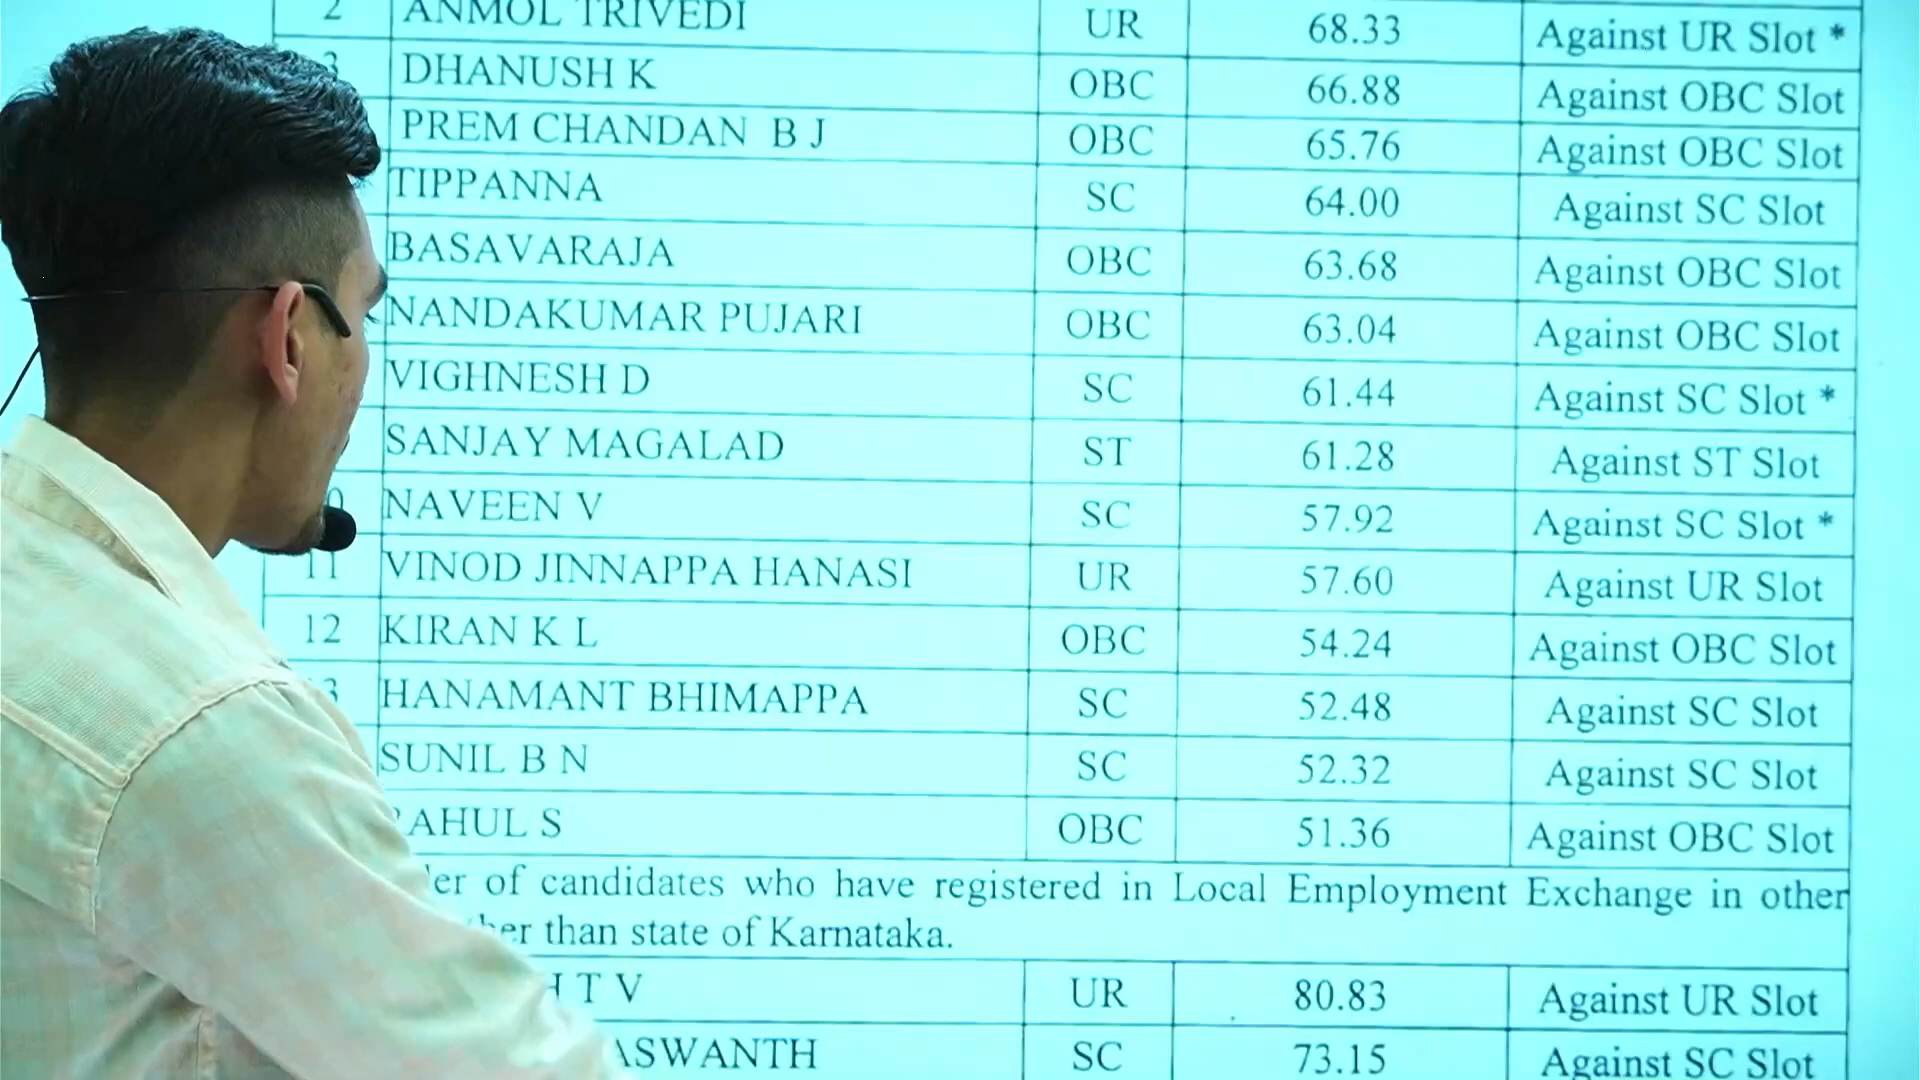 2 ANMOL TRIVEDI UR 68.33 Against UR Slot *
3 DHANUSH K OBC 66.88 Against OBC Slot
PREM CHANDAN B J OBC 65.76 Against OBC Slot
TIPPANNA SC 64.00 Against SC Slot
BASAVARAJA OBC 63.68 Against OBC Slot
NANDAKUMAR PUJARI OBC 63.04 Against OBC Slot
VIGHNESH D SC 61.44 Against SC Slot *
SANJAY MAGALAD ST 61.28 Against ST Slot
NAVEEN V SC 57.92 Against SC Slot *
11 VINOD JINNAPPA HANASI UR 57.60 Against UR Slot
12 KIRAN K L OBC 54.24 Against OBC Slot
HANAMANT BHIMAPPA SC 52.48 Against SC Slot
SUNIL B N SC 52.32 Against SC Slot
RAHUL S OBC 51.36 Against OBC Slot
of candidates who have registered in Local Employment Exchange in other
than state of Karnataka.
T V UR 80.83 Against UR Slot
SC 73.15 Against SC Slot